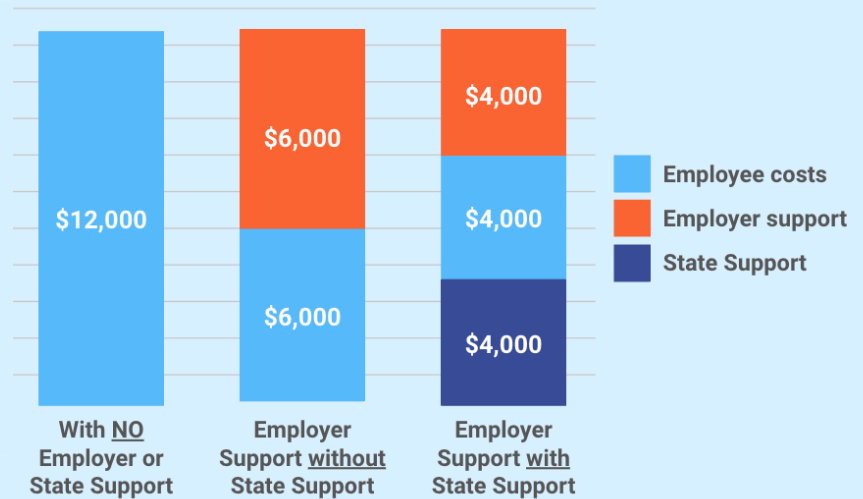 $12,000
$6,000
$6,000
$4,000
$4,000
$4,000
Employee costs
Employer support
State Support
With NO
Employer or
State Support
Employer
Support without
State Support
Employer
Support with
State Support